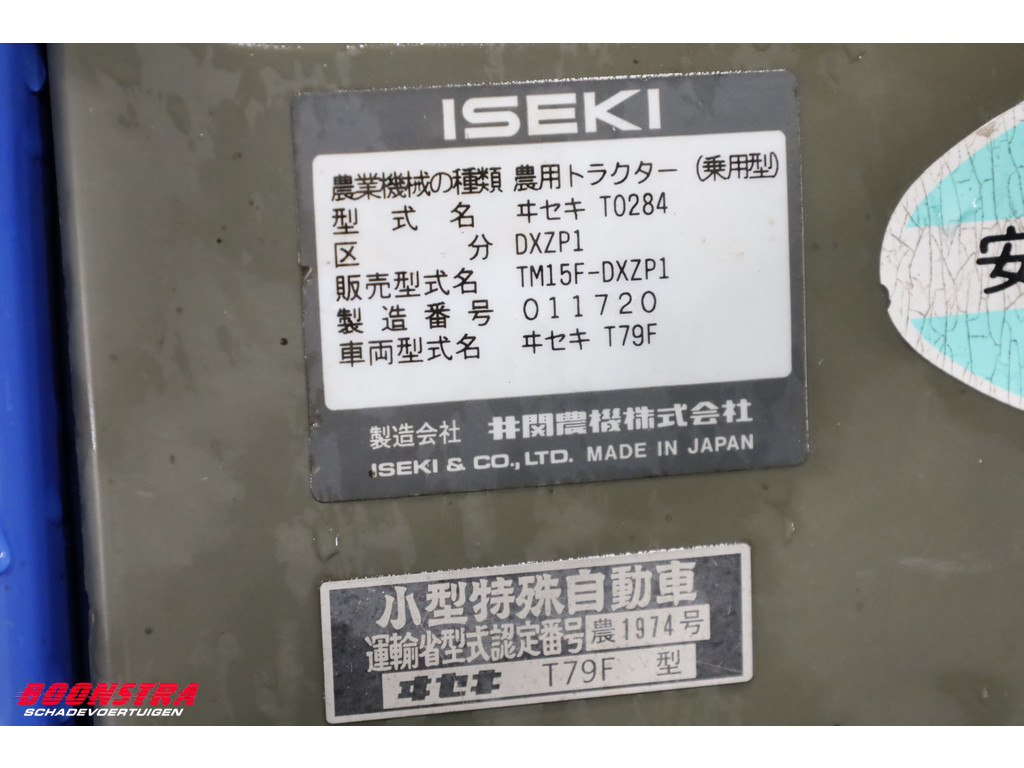 ISEKI
農業機械の種類 農用トラクター (乗用型)
型式名 ヰセキ T0284
区分 DXZP1
販売型式名 TM15F-DXZP1
製造番号 011720
車両型式名 ヰセキ T79F
製造会社 井関農機株式会社
ISEKI & CO., LTD. MADE IN JAPAN
安
小型特殊自動車
運輸省型式認定番号 農1974号
ヰセキ T79F 型
BOONSTRA
SCHADEVOERTUIGEN